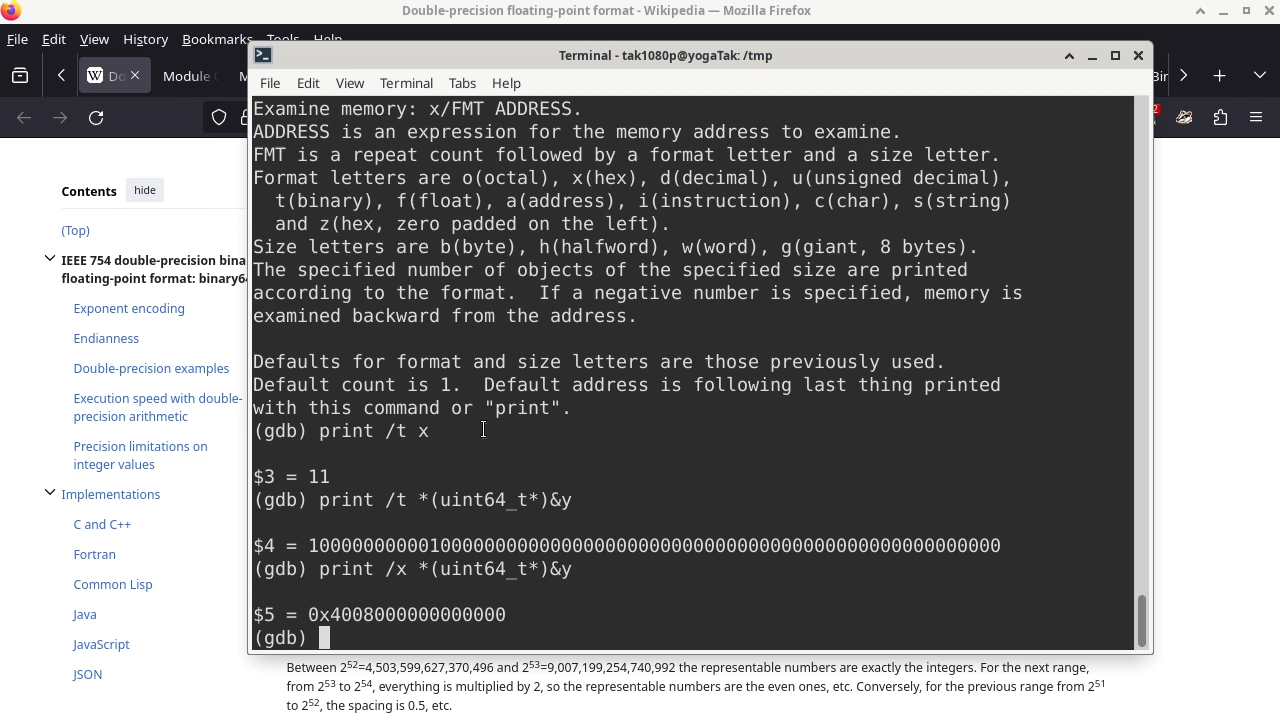 Double-precision floating-point format - Wikipedia — Mozilla Firefox
File Edit View History Bookmarks Tools Help
W Do Module
Terminal - tak1080p@yogaTak: /tmp
File Edit View Terminal Tabs Help
Examine memory: x/FMT ADDRESS.
ADDRESS is an expression for the memory address to examine.
FMT is a repeat count followed by a format letter and a size letter.
Format letters are o(octal), x(hex), d(decimal), u(unsigned decimal),
t(binary), f(float), a(address), i(instruction), c(char), s(string)
and z(hex, zero padded on the left).
Size letters are b(byte), h(halfword), w(word), g(giant, 8 bytes).
The specified number of objects of the specified size are printed
according to the format.  If a negative number is specified, memory is
examined backward from the address.
Defaults for format and size letters are those previously used.
Default count is 1.  Default address is following last thing printed
with this command or "print".
(gdb) print /t x
$3 = 11
(gdb) print /t *(uint64_t*)&y
$4 = 100000000001000000000000000000000000000000000000000000000000000
(gdb) print /x *(uint64_t*)&y
$5 = 0x4008000000000000
(gdb)
Contents hide
(Top)
IEEE 754 double-precision bina
floating-point format: binary64
Exponent encoding
Endianness
Double-precision examples
Execution speed with double-
precision arithmetic
Precision limitations on
integer values
Implementations
C and C++
Fortran
Common Lisp
Java
JavaScript
JSON
Between 2⁵²=4,503,599,627,370,496 and 2⁵³=9,007,199,254,740,992 the representable numbers are exactly the integers. For the next range,
from 2⁵³ to 2⁵⁴, everything is multiplied by 2, so the representable numbers are the even ones, etc. Conversely, for the previous range from 2⁵¹
to 2⁵², the spacing is 0.5, etc.